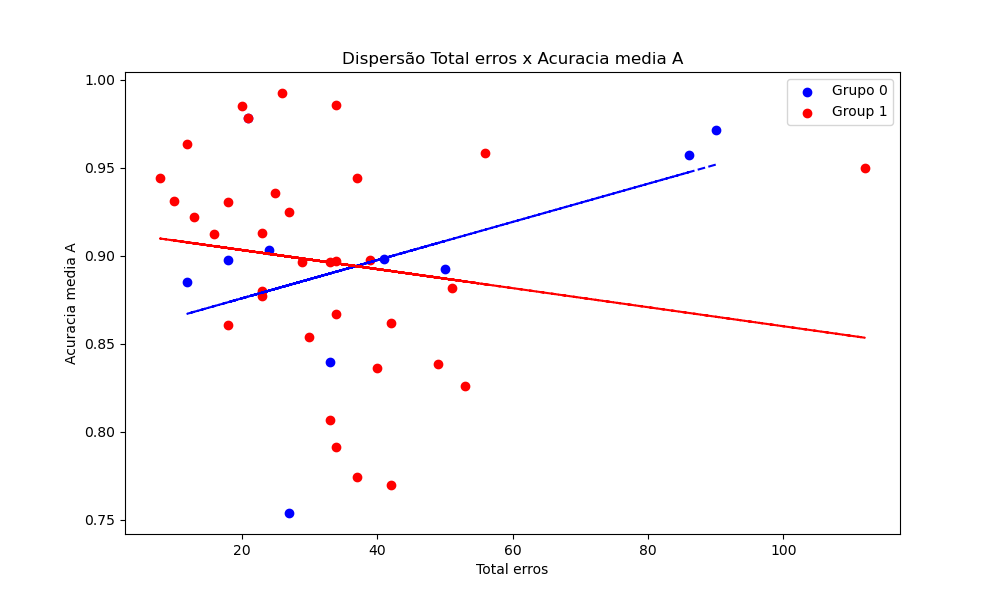 Dispersão Total erros x Acuracia media A
Grupo 0
Group 1
1.00
0.95
0.90
0.85
0.80
0.75
Acuracia media A
20
40
60
80
100
Total erros